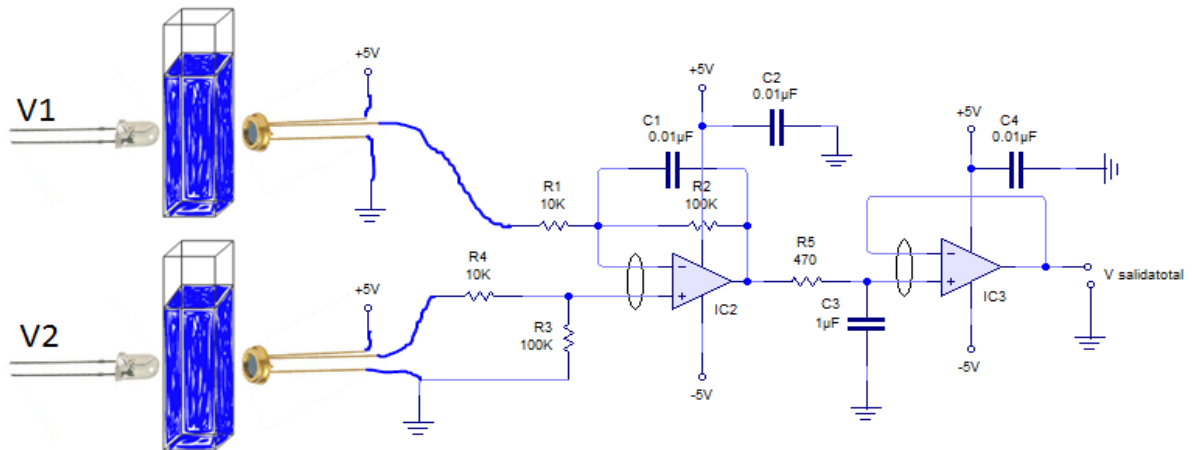 V1
+5V
R1
10K
C1
0.01µF
R2
100K
+5V
C2
0.01µF
+5V
C4
0.01µF
V2
+5V
R4
10K
R3
100K
−
+
IC2
-5V
R5
470
C3
1µF
−
+
IC3
-5V
V salidatotal